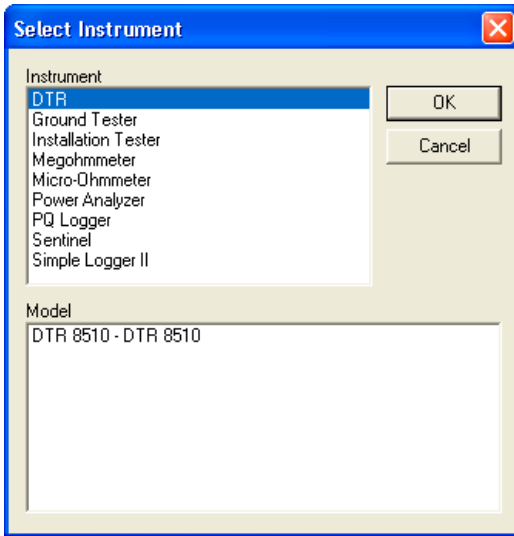 Select Instrument
Instrument
DTR
Ground Tester
Installation Tester
Megohmmeter
Micro-Ohmmeter
Power Analyzer
PQ Logger
Sentinel
Simple Logger II
OK
Cancel
Model
DTR 8510 - DTR 8510